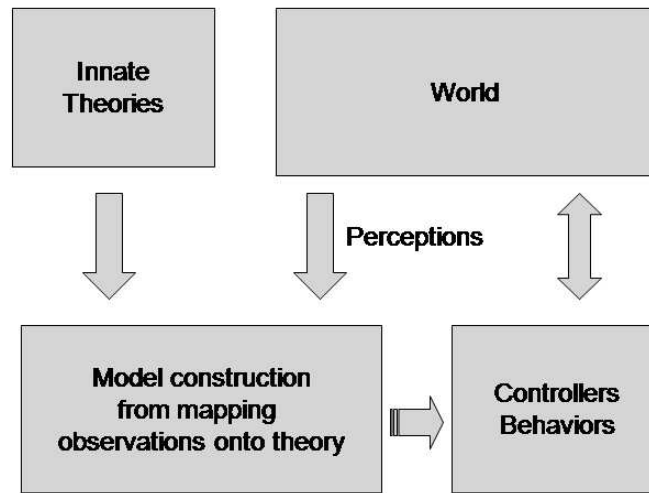 Innate
Theories
World
Perceptions
Model construction
from mapping
observations onto theory
Controllers
Behaviors